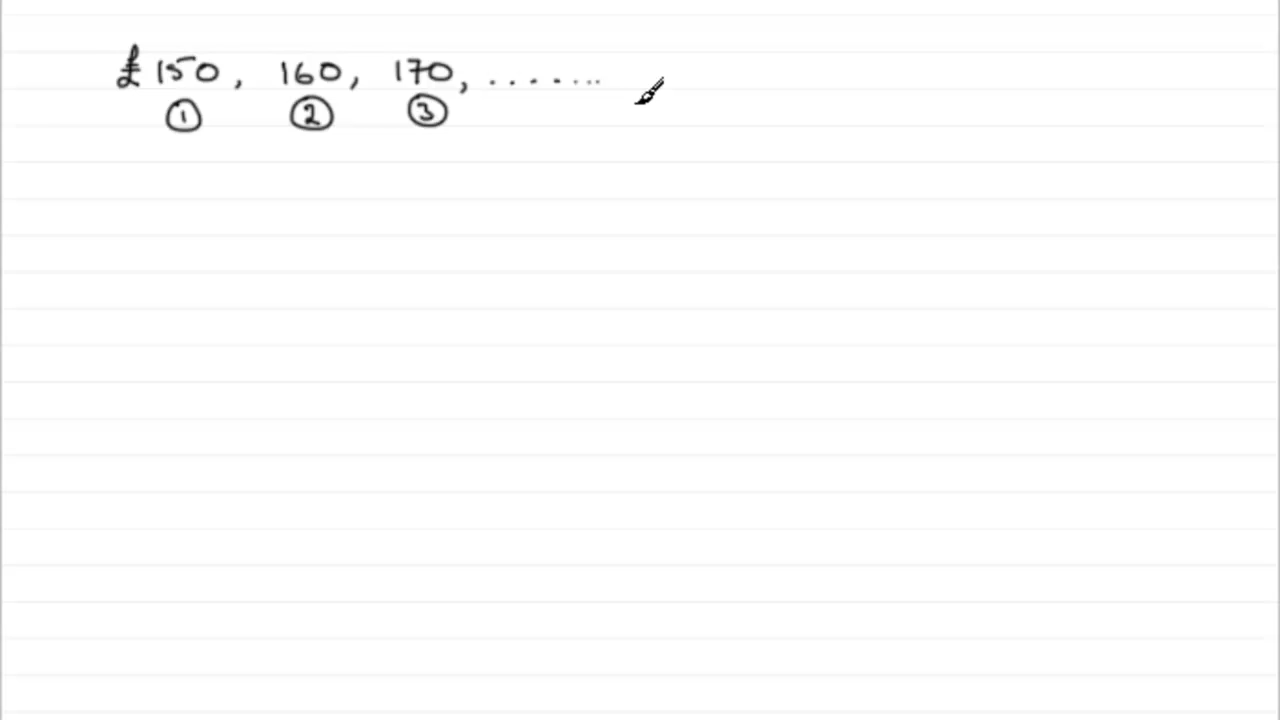 £150, 160, 170, .......
① ② ③